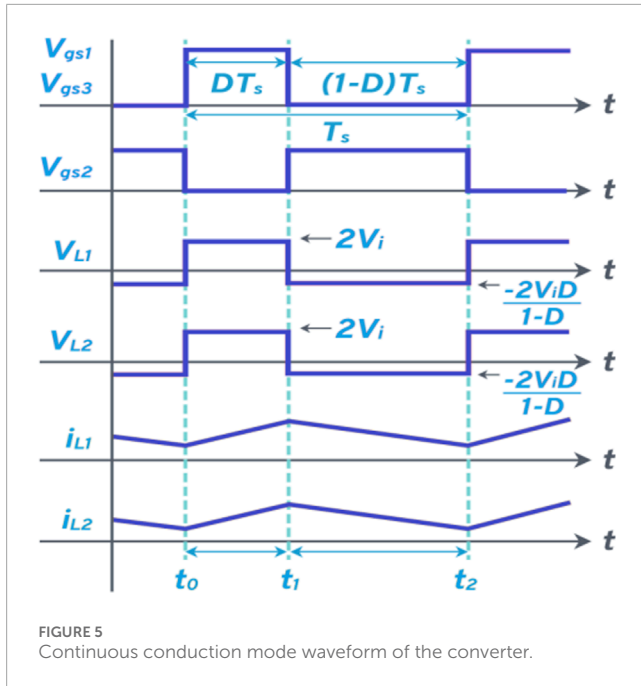 Vgs1
Vgs3
DTs
(1-D)Ts
Ts
t
Vgs2
t
VL1
2Vi
t
-2ViD
1-D
VL2
2Vi
t
-2ViD
1-D
iL1
t
iL2
t
t0
t1
t2
FIGURE 5
Continuous conduction mode waveform of the converter.